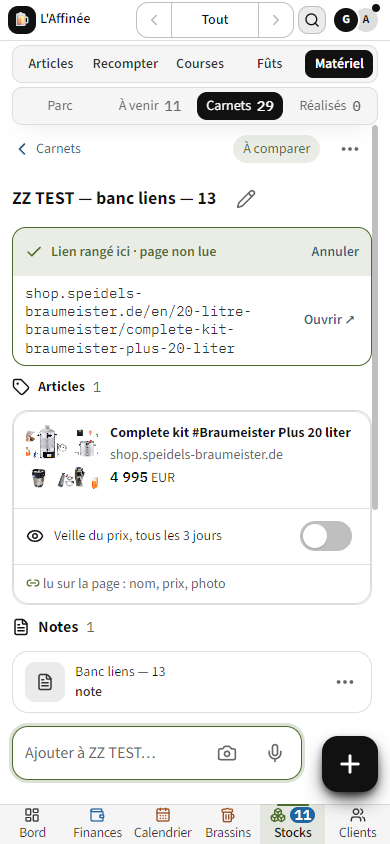 L'Affinée
Tout
G
A
Articles Recompter Courses Fûts Matériel
Parc À venir 11 Carnets 29 Réalisés 0
Carnets
À comparer
ZZ TEST — banc liens — 13
Lien rangé ici · page non lue
Annuler
shop.speidels-
braumeister.de/en/20-litre-
braumeister/complete-kit-
braumeister-plus-20-liter
Ouvrir ↗
Articles 1
Complete kit #Braumeister Plus 20 liter
shop.speidels-braumeister.de
4 995 EUR
Veille du prix, tous les 3 jours
lu sur la page : nom, prix, photo
Notes 1
Banc liens — 13
note
Ajouter à ZZ TEST…
11
Bord Finances Calendrier Brassins Stocks Clients